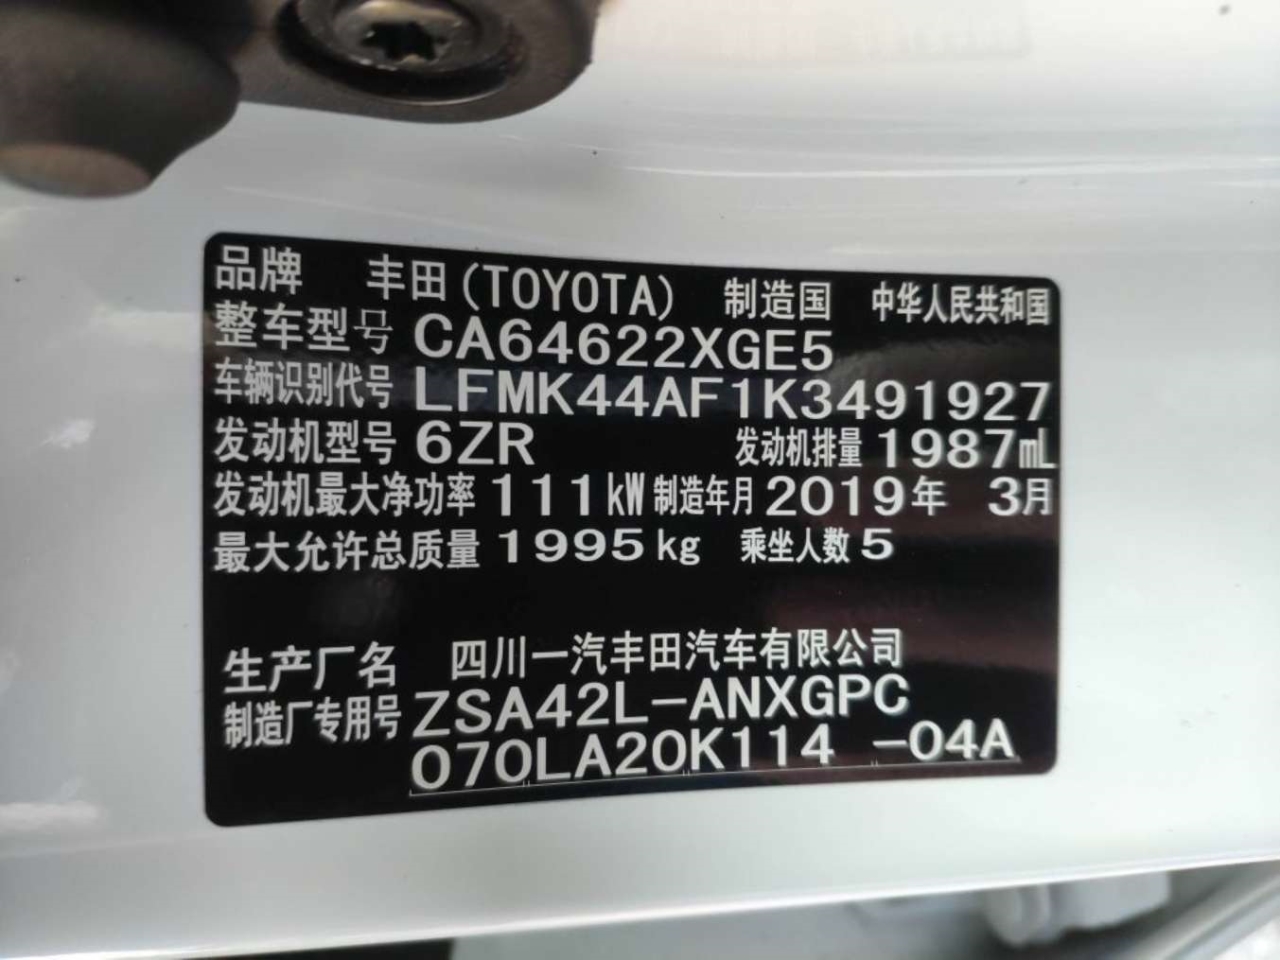 品牌 丰田(TOYOTA) 制造国 中华人民共和国
整车型号 CA64622XGE5
车辆识别代号 LFMK44AF1K3491927
发动机型号 6ZR 发动机排量 1987mL
发动机最大净功率 111kW 制造年月 2019年 3月
最大允许总质量 1995kg 乘坐人数 5
生产厂名 四川一汽丰田汽车有限公司
制造厂专用号 ZSA42L-ANXGPC
070LA20K114 -04A